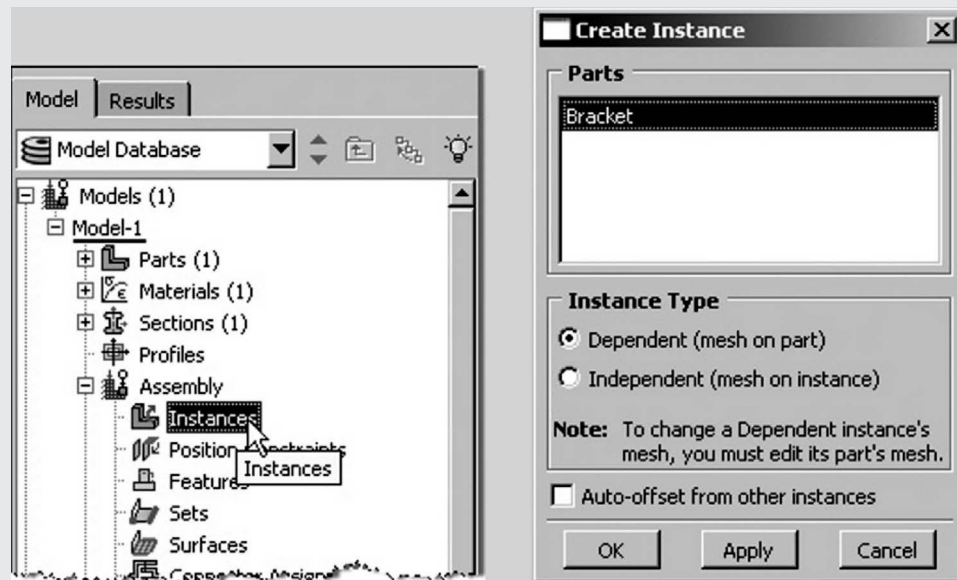 Model Results
Model Database
Models (1)
Model-1
Parts (1)
Materials (1)
Sections (1)
Profiles
Assembly
Instances
Position
Instances
Features
Sets
Surfaces
Create Instance
Parts
Bracket
Instance Type
Dependent (mesh on part)
Independent (mesh on instance)
Note: To change a Dependent instance's
mesh, you must edit its part's mesh.
Auto-offset from other instances
OK Apply Cancel